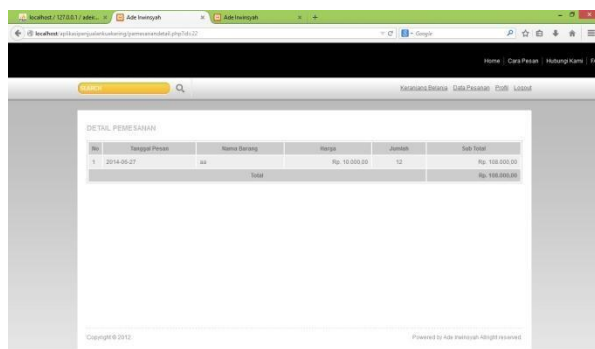 localhost / 127.0.0.1 / adeir...
Ade Irwinsyah
Ade Irwinsyah
localhost/aplikasipenjualanksakering/pemesanandetail.php?id=22
Google
Home | Cara Pesan | Hubungi Kami |
SEARCH
Keranjang Belanja Data Pesanan Profil Logout
DETAIL PEMESANAN
No Tanggal Pesan Nama Barang Harga Jumlah Sub Total
1 2014-05-27 aa Rp. 10.000,00 12 Rp. 108.000,00
Total Rp. 108.000,00
Copyright © 2012
Powered by Ade Irwinsyah Allright reserved.